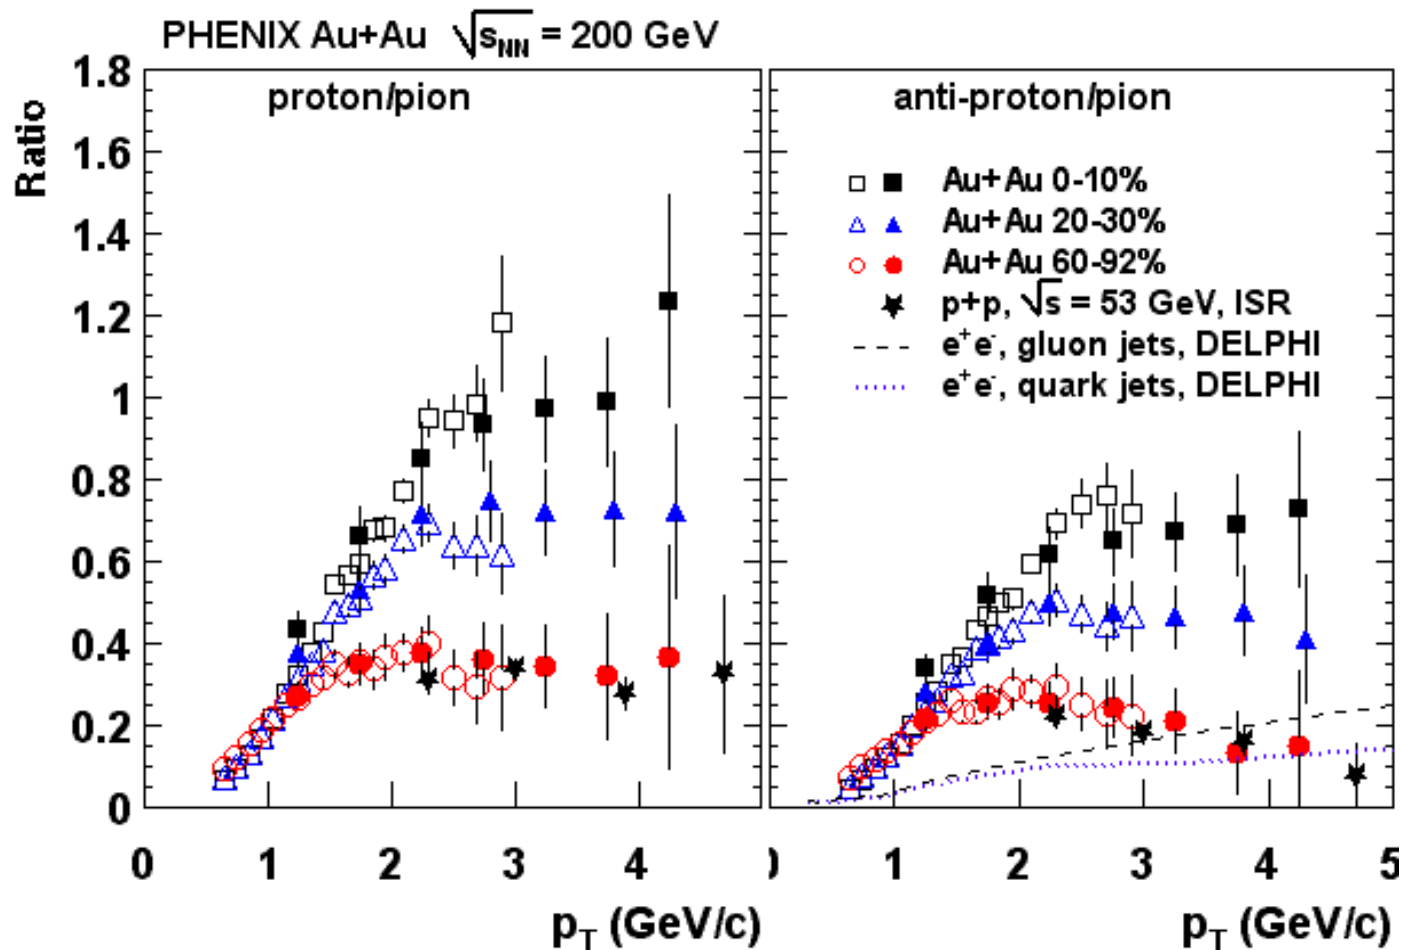 PHENIX Au+Au √s_NN = 200 GeV
proton/pion
anti-proton/pion
Ratio
1.8
1.6
1.4
1.2
1
0.8
0.6
0.4
0.2
0
Au+Au 0-10%
Au+Au 20-30%
Au+Au 60-92%
p+p, √s = 53 GeV, ISR
e⁺e⁻, gluon jets, DELPHI
e⁺e⁻, quark jets, DELPHI
0 1 2 3 4
0 1 2 3 4 5
p_T (GeV/c)
p_T (GeV/c)